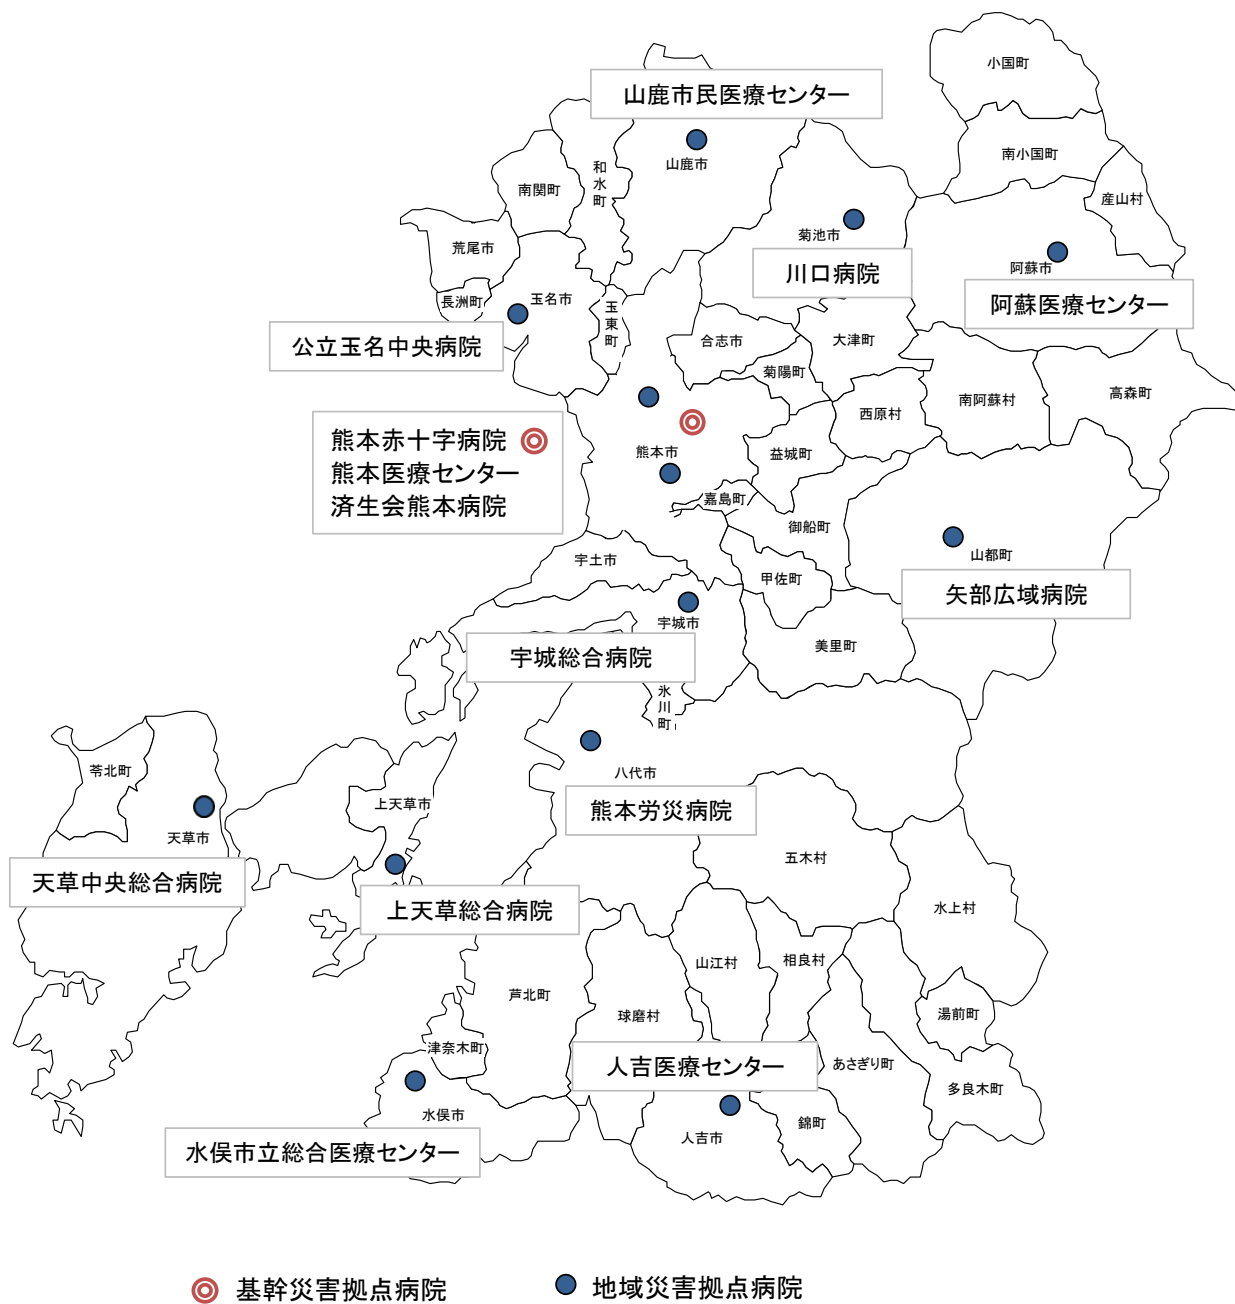 小国町
山鹿市民医療センター
南小国町
山鹿市
和水町
南関町
産山村
菊池市
荒尾市
川口病院
阿蘇市
長洲町
玉名市
玉東町
阿蘇医療センター
公立玉名中央病院
合志市
大津町
菊陽町
高森町
南阿蘇村
西原村
熊本赤十字病院
熊本医療センター
済生会熊本病院
熊本市
益城町
嘉島町
御船町
山都町
宇土市
甲佐町
矢部広域病院
宇城市
宇城総合病院
美里町
氷川町
苓北町
八代市
上天草市
熊本労災病院
天草市
五木村
天草中央総合病院
上天草総合病院
水上村
山江村
相良村
芦北町
球磨村
湯前町
津奈木町
人吉医療センター
あさぎり町
多良木町
水俣市
錦町
人吉市
水俣市立総合医療センター
基幹災害拠点病院
地域災害拠点病院